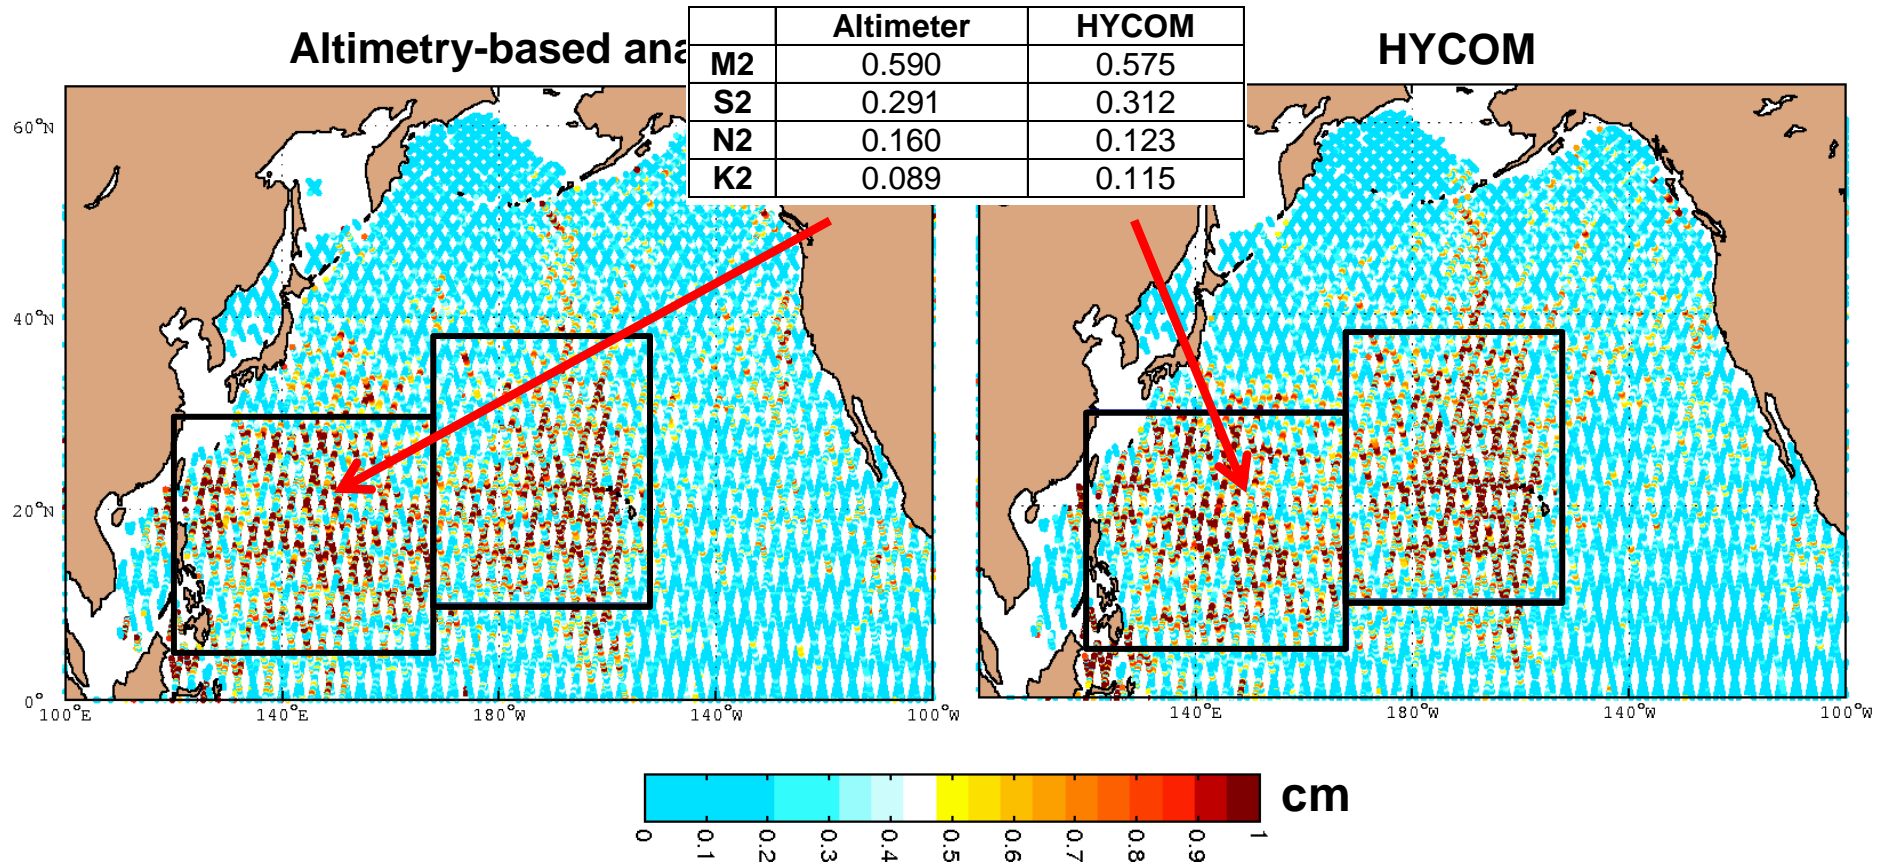 Altimeter HYCOM
M2 0.590 0.575
S2 0.291 0.312
N2 0.160 0.123
K2 0.089 0.115
Altimetry-based ana
HYCOM
60°N
40°N
20°N
0°
100°E 140°E 180°W 140°W 100°W
140°E 180°W 140°W 100°W
cm
0 0.1 0.2 0.3 0.4 0.5 0.6 0.7 0.8 0.9 1